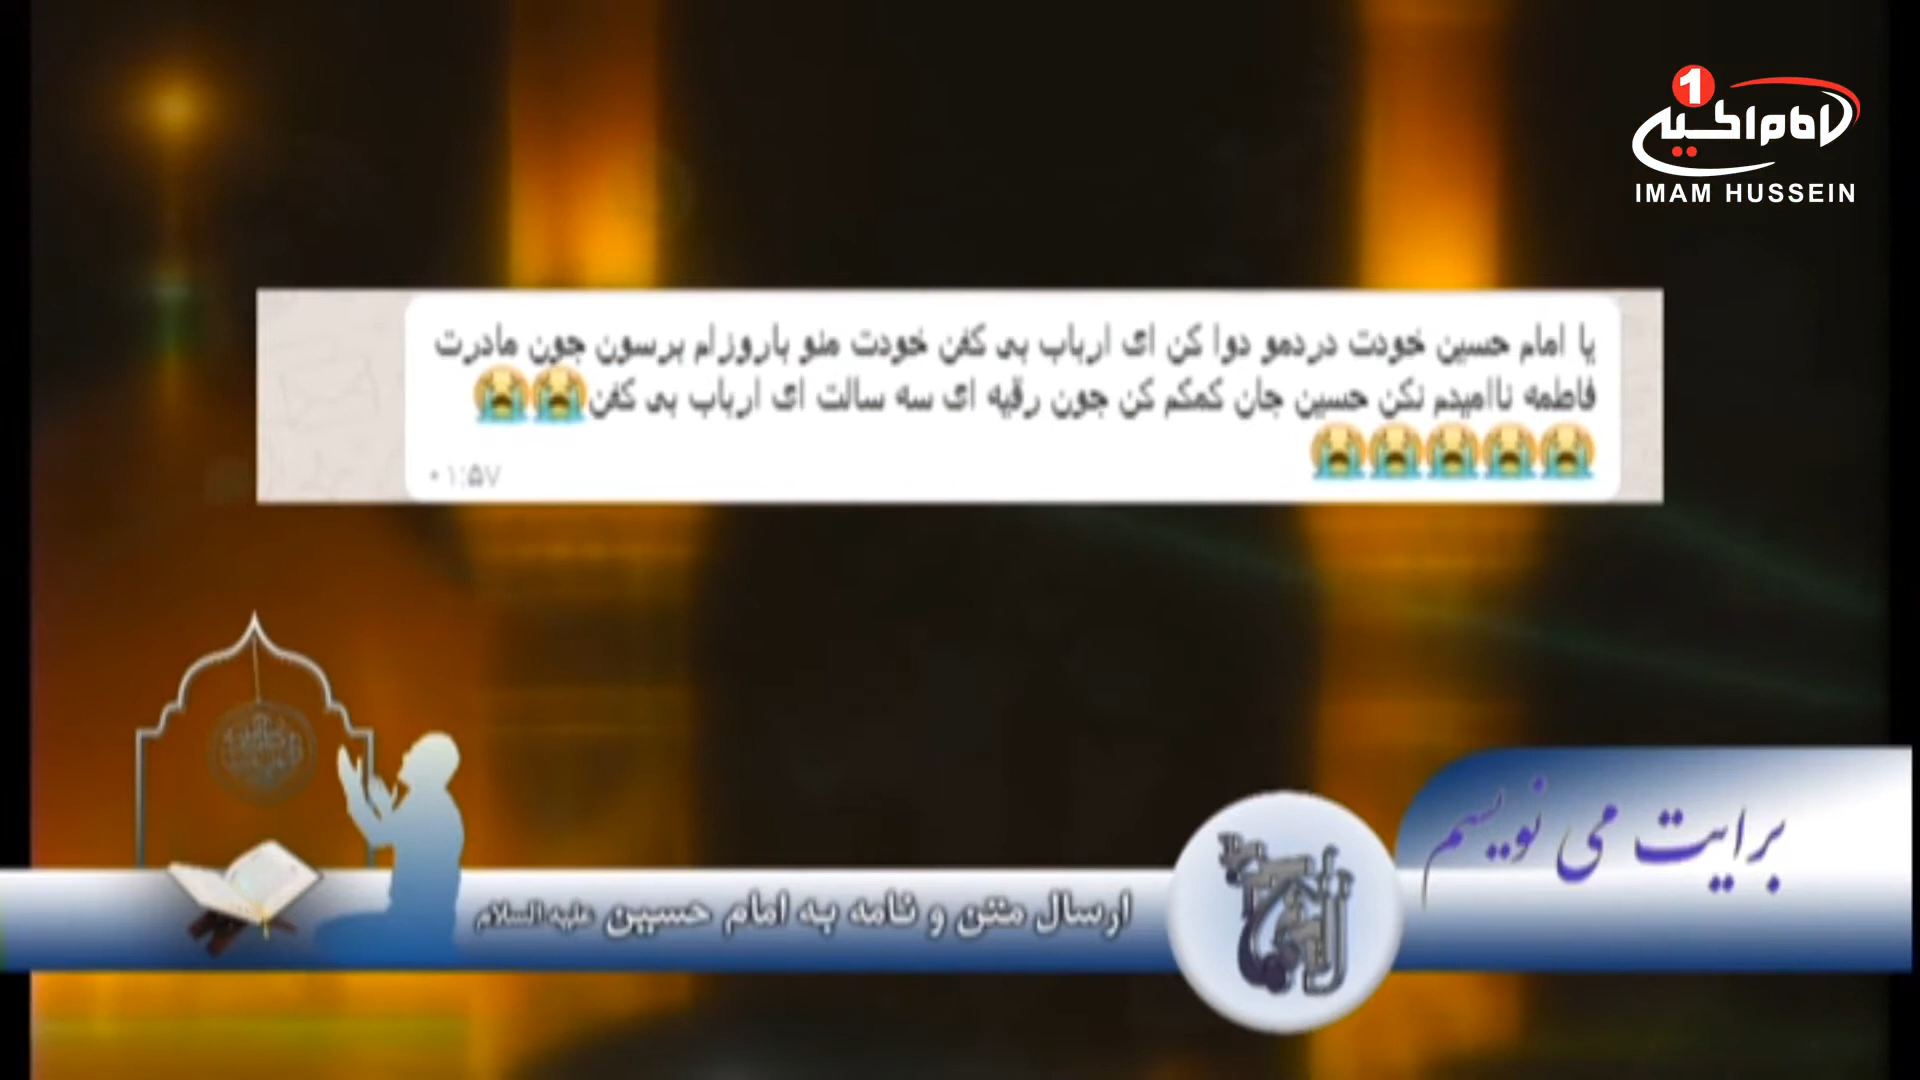 1
امام الحسین
IMAM HUSSEIN
یا امام حسین خودت دردمو دوا کن ای ارباب بی کفن خودت منو باروزام برسون جون مادرت
فاطمه ناامیدم نکن حسین جان کمکم کن جون رقیه ای سه سالت ای ارباب بی کفن😭😭
😭😭😭😭😭
۰۱:۵۷
برایت می نویسم
ارسال متن و نامه به امام حسین علیه السلام